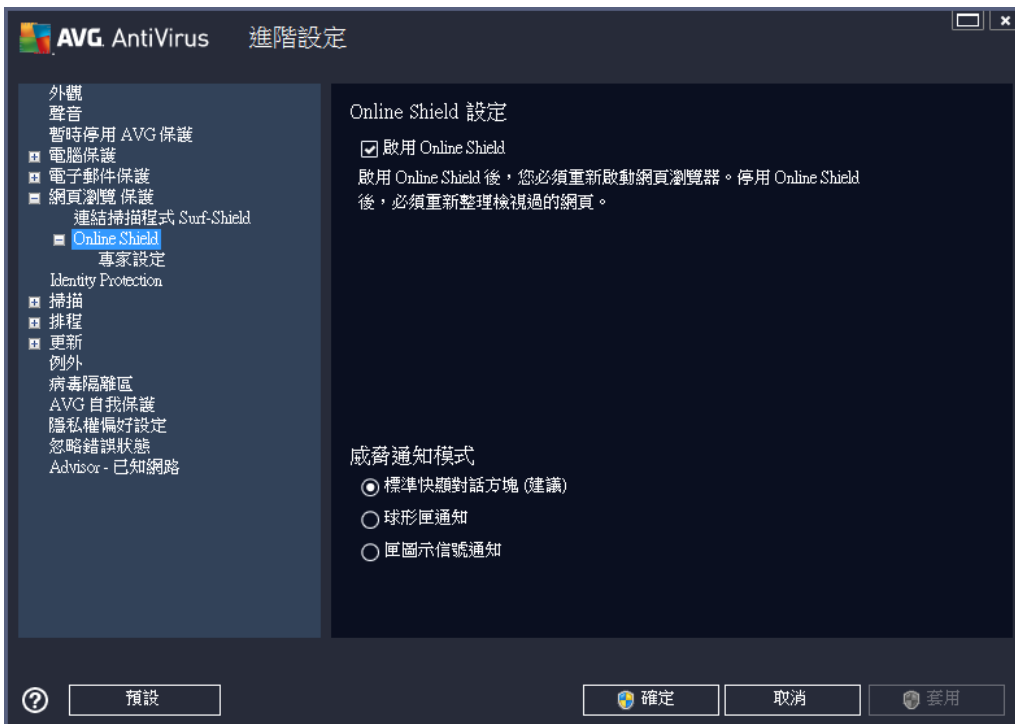 AVG. AntiVirus 進階設定
外觀
聲音
暫時停用 AVG 保護
電腦保護
電子郵件保護
網頁瀏覽 保護
連結掃描程式 Surf-Shield
Online Shield
專家設定
Identity Protection
掃描
排程
更新
例外
病毒隔離區
AVG 自我保護
隱私權偏好設定
忽略錯誤狀態
Advisor - 已知網路
Online Shield 設定
啟用 Online Shield
啟用 Online Shield 後，您必須重新啟動網頁瀏覽器。停用 Online Shield
後，必須重新整理檢視過的網頁。
威脅通知模式
標準快顯對話方塊 (建議)
球形匣通知
匣圖示信號通知
預設
確定
取消
套用